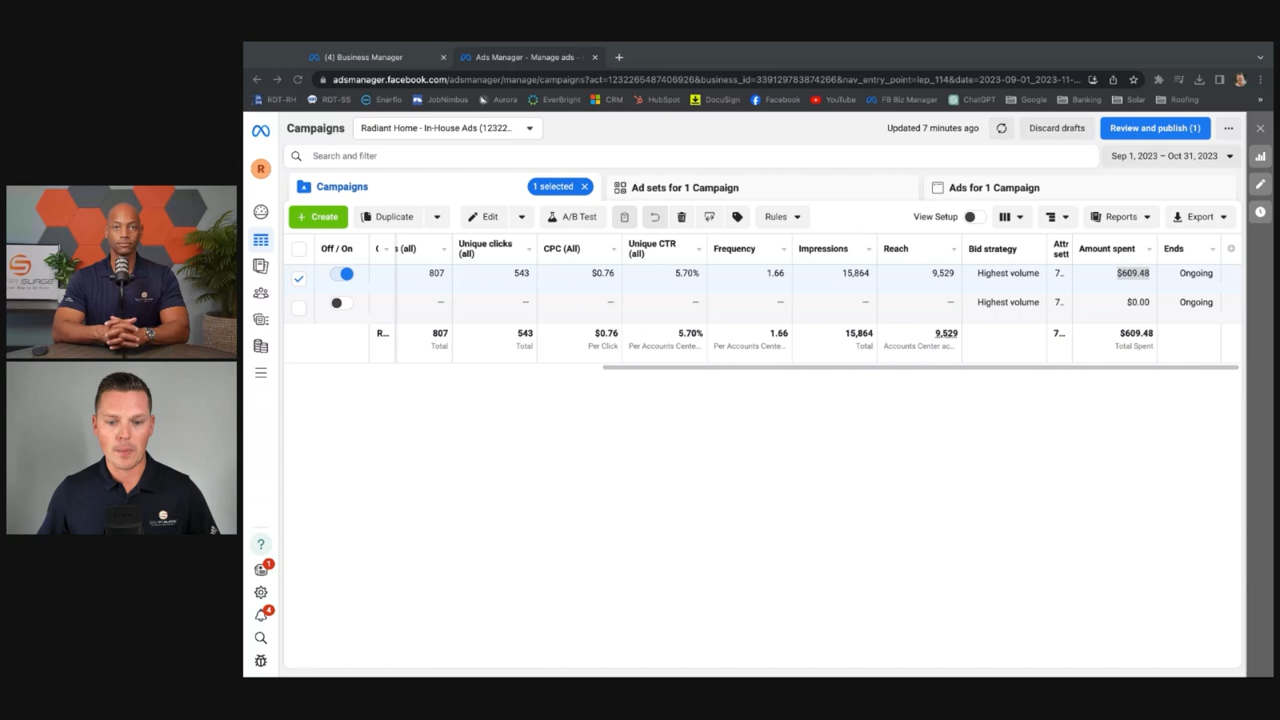 (4) Business Manager
Ads Manager - Manage ads -
adsmanager.facebook.com/adsmanager/manage/campaigns?act=1232265487406926&business_id=339129783874266&nav_entry_point=lep_114&date=2023-09-01_2023-11-...
RDT-RH RDT-SS Enerflo JobNimbus Aurora EverBright CRM HubSpot DocuSign Facebook YouTube FB Biz Manager ChatGPT Google Banking Solar Roofing »
Campaigns Radiant Home - In-House Ads (12322... Updated 7 minutes ago Discard drafts Review and publish (1)
R
Search and filter Sep 1, 2023 – Oct 31, 2023
Campaigns 1 selected Ad sets for 1 Campaign Ads for 1 Campaign
+ Create Duplicate Edit A/B Test Rules View Setup Reports Export
Off / On s (all) Unique clicks (all) CPC (All) Unique CTR (all) Frequency Impressions Reach Bid strategy Attr sett Amount spent Ends
807 543 $0.76 5.70% 1.66 15,864 9,529 Highest volume 7.. $609.48 Ongoing
— — — — — — — Highest volume 7.. $0.00 Ongoing
R... 807 543 $0.76 5.70% 1.66 15,864 9,529 7... $609.48
Total Total Per Click Per Accounts Cente... Per Accounts Cente... Total Accounts Center ac... Total Spent
?
1
4